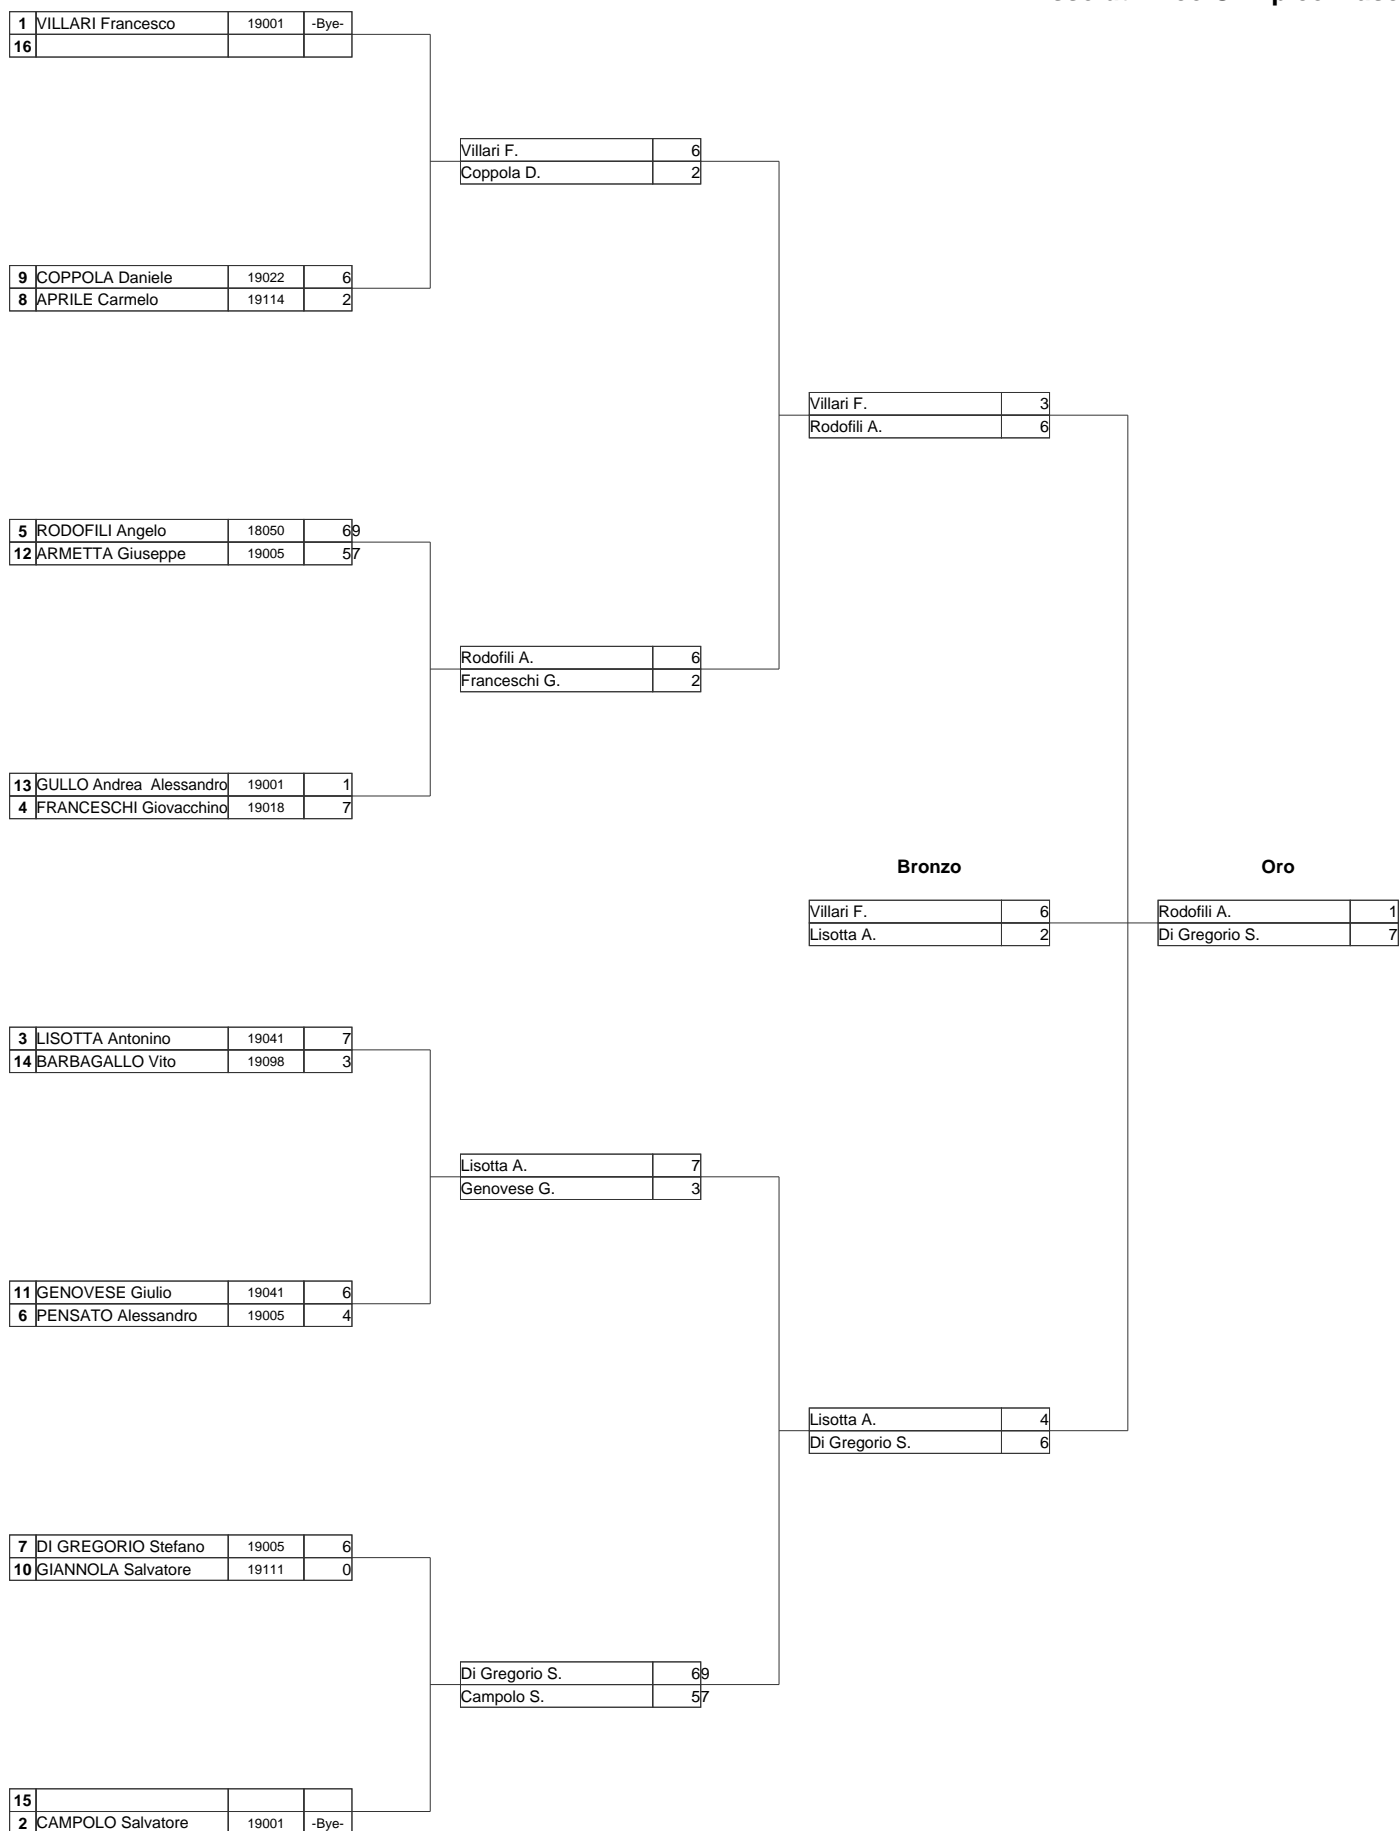 1 VILLARI Francesco 19001 -Bye-
16
Villari F. 6
Coppola D. 2
9 COPPOLA Daniele 19022 6
8 APRILE Carmelo 19114 2
Villari F. 3
Rodofili A. 6
5 RODOFILI Angelo 18050 69
12 ARMETTA Giuseppe 19005 57
Rodofili A. 6
Franceschi G. 2
13 GULLO Andrea Alessandro 19001 1
4 FRANCESCHI Giovacchino 19018 7
Bronzo Oro
Villari F. 6 Rodofili A. 1
Lisotta A. 2 Di Gregorio S. 7
3 LISOTTA Antonino 19041 7
14 BARBAGALLO Vito 19098 3
Lisotta A. 7
Genovese G. 3
11 GENOVESE Giulio 19041 6
6 PENSATO Alessandro 19005 4
Lisotta A. 4
Di Gregorio S. 6
7 DI GREGORIO Stefano 19005 6
10 GIANNOLA Salvatore 19111 0
Di Gregorio S. 69
Campolo S. 57
15
2 CAMPOLO Salvatore 19001 -Bye-